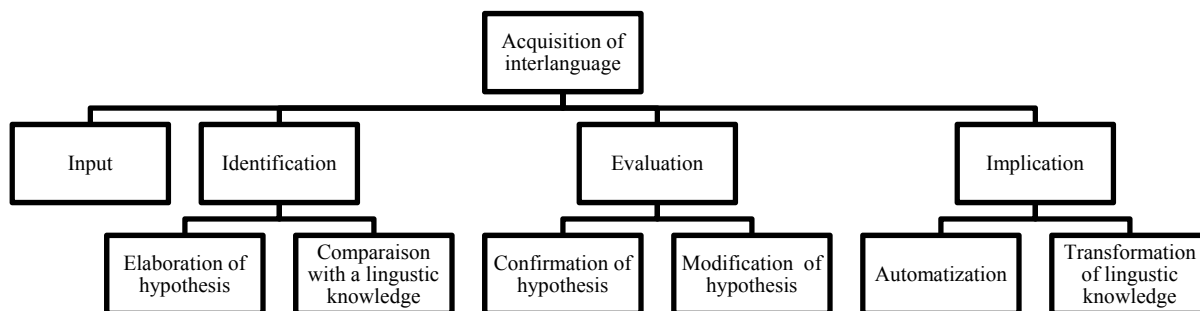 Acquisition of
interlanguage
Input
Identification
Evaluation
Implication
Elaboration of
hypothesis
Comparaison
with a lingustic
knowledge
Confirmation of
hypothesis
Modification of
hypothesis
Automatization
Transformation
of lingustic
knowledge